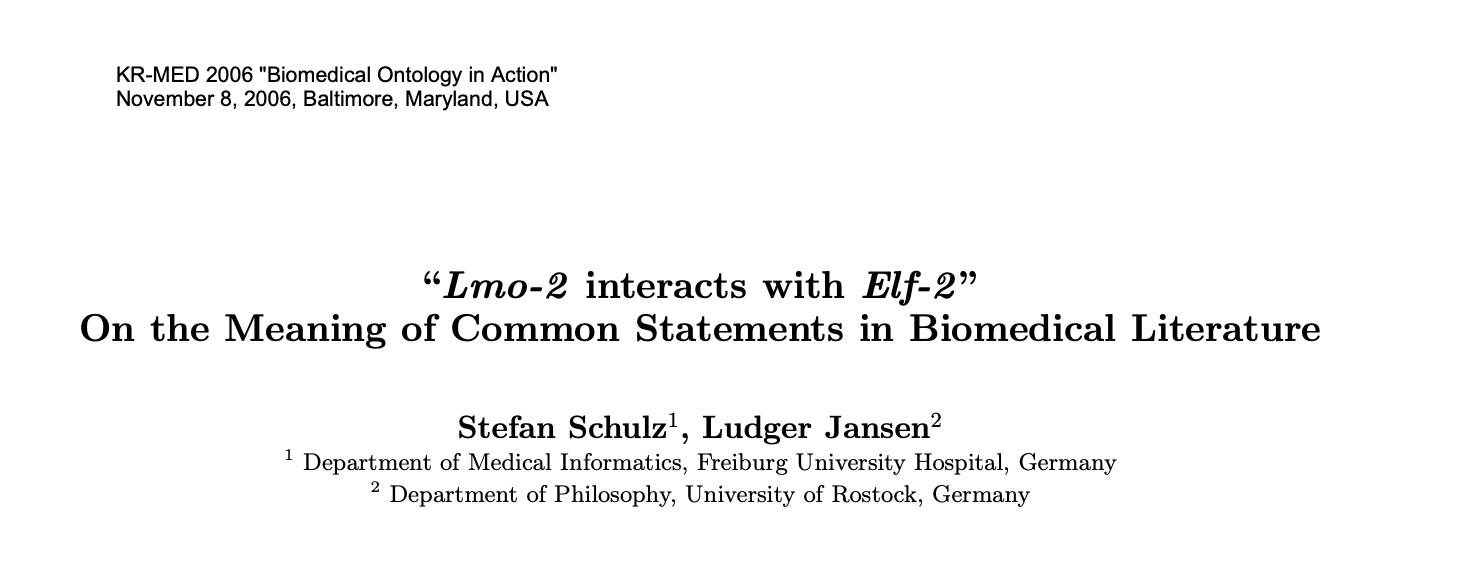 KR-MED 2006 "Biomedical Ontology in Action"
November 8, 2006, Baltimore, Maryland, USA
“Lmo-2 interacts with Elf-2”
On the Meaning of Common Statements in Biomedical Literature
Stefan Schulz¹, Ludger Jansen²
¹ Department of Medical Informatics, Freiburg University Hospital, Germany
² Department of Philosophy, University of Rostock, Germany